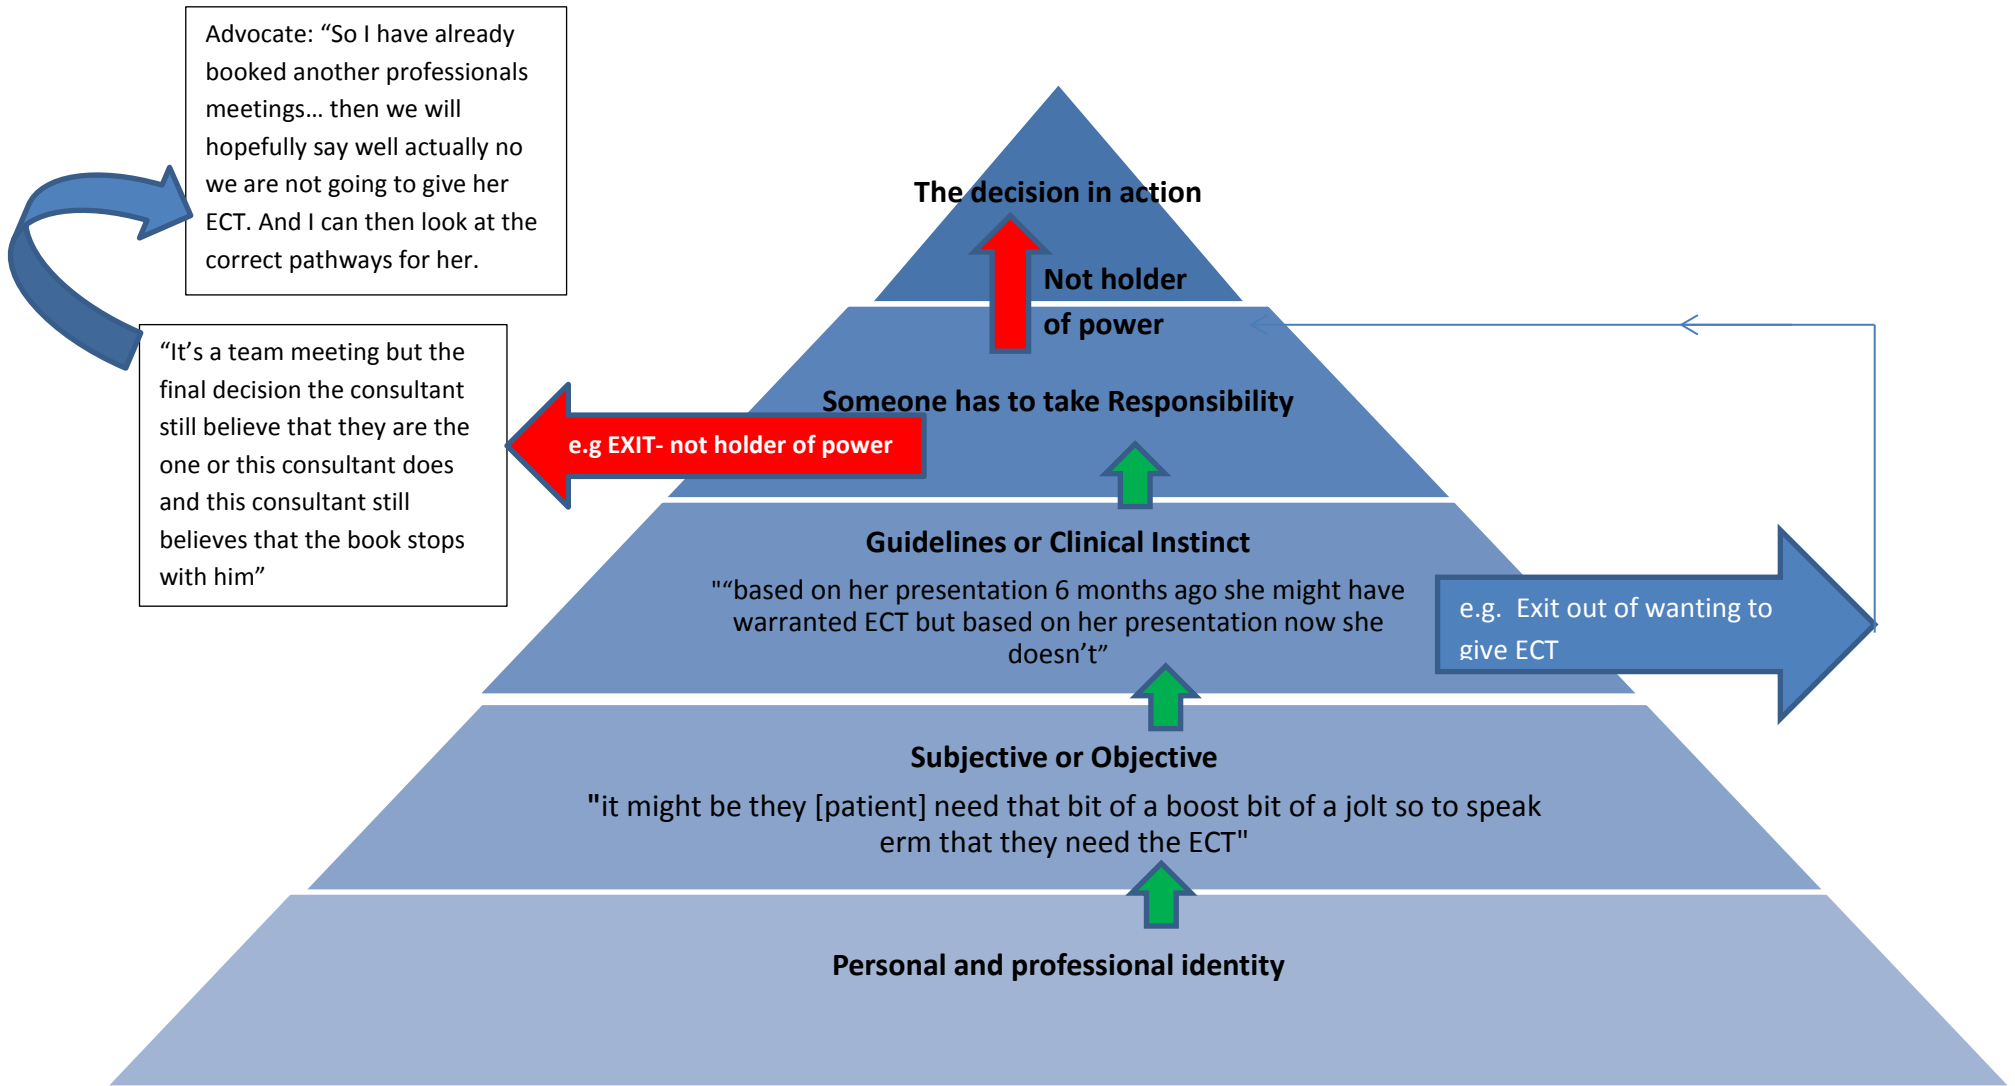 Advocate: “So I have already
booked another professionals
meetings… then we will
hopefully say well actually no
we are not going to give her
ECT. And I can then look at the
correct pathways for her.
“It’s a team meeting but the
final decision the consultant
still believe that they are the
one or this consultant does
and this consultant still
believes that the book stops
with him”
The decision in action
Not holder
of power
Someone has to take Responsibility
e.g EXIT- not holder of power
Guidelines or Clinical Instinct
"“based on her presentation 6 months ago she might have
warranted ECT but based on her presentation now she
doesn’t”
e.g.  Exit out of wanting to
give ECT
Subjective or Objective
"it might be they [patient] need that bit of a boost bit of a jolt so to speak
erm that they need the ECT"
Personal and professional identity